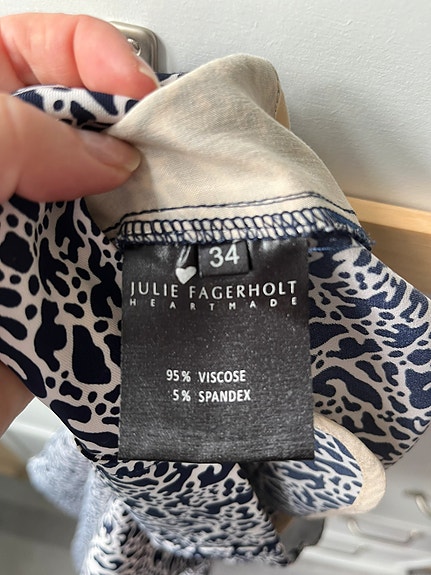 34
JULIE FAGERHOLT
HEARTMADE
95% VISCOSE
5% SPANDEX